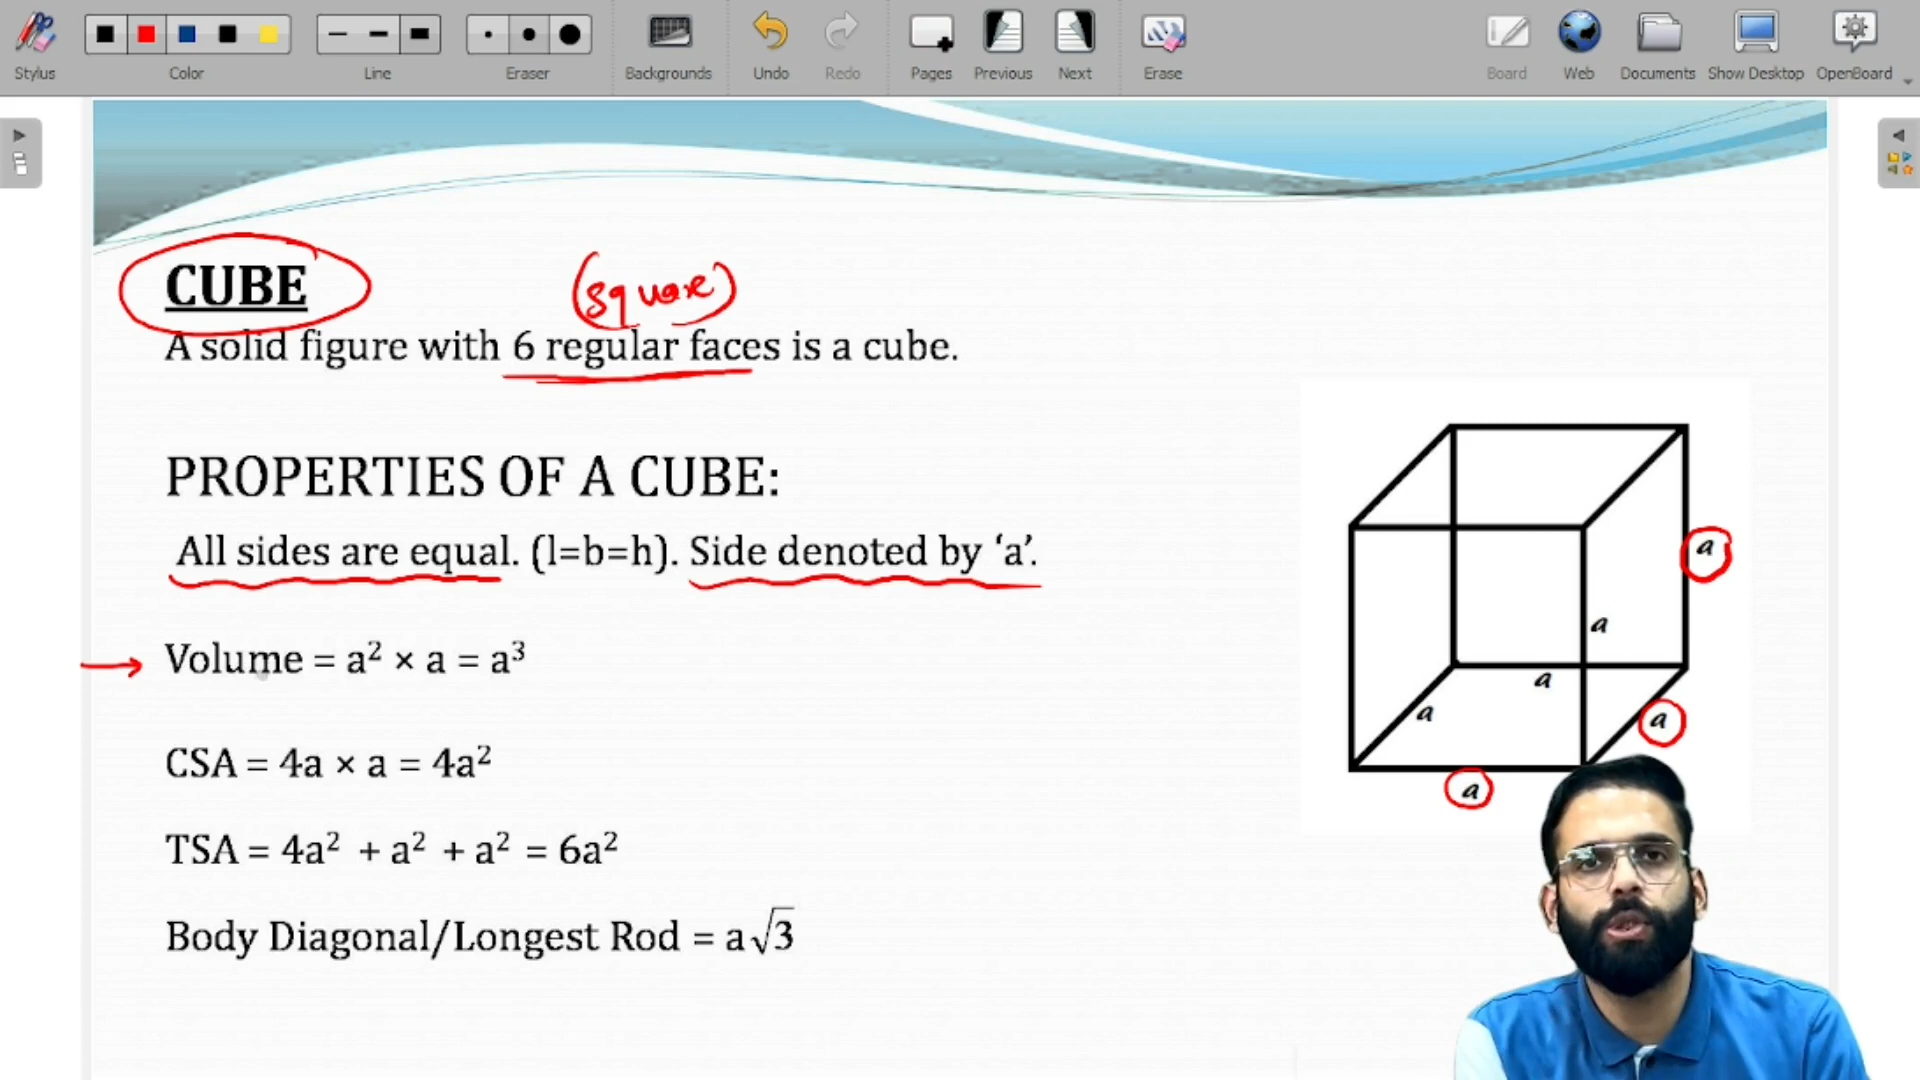 Stylus
Color
Line
Eraser
Backgrounds
Undo
Redo
Pages
Previous
Next
Erase
Board
Web
Documents
Show Desktop
OpenBoard
CUBE
(square)
A solid figure with 6 regular faces is a cube.
PROPERTIES OF A CUBE:
All sides are equal. (l=b=h). Side denoted by ‘a’.
Volume = a² × a = a³
CSA = 4a × a = 4a²
TSA = 4a² + a² + a² = 6a²
Body Diagonal/Longest Rod = a√3
a
a
a
a
a
a